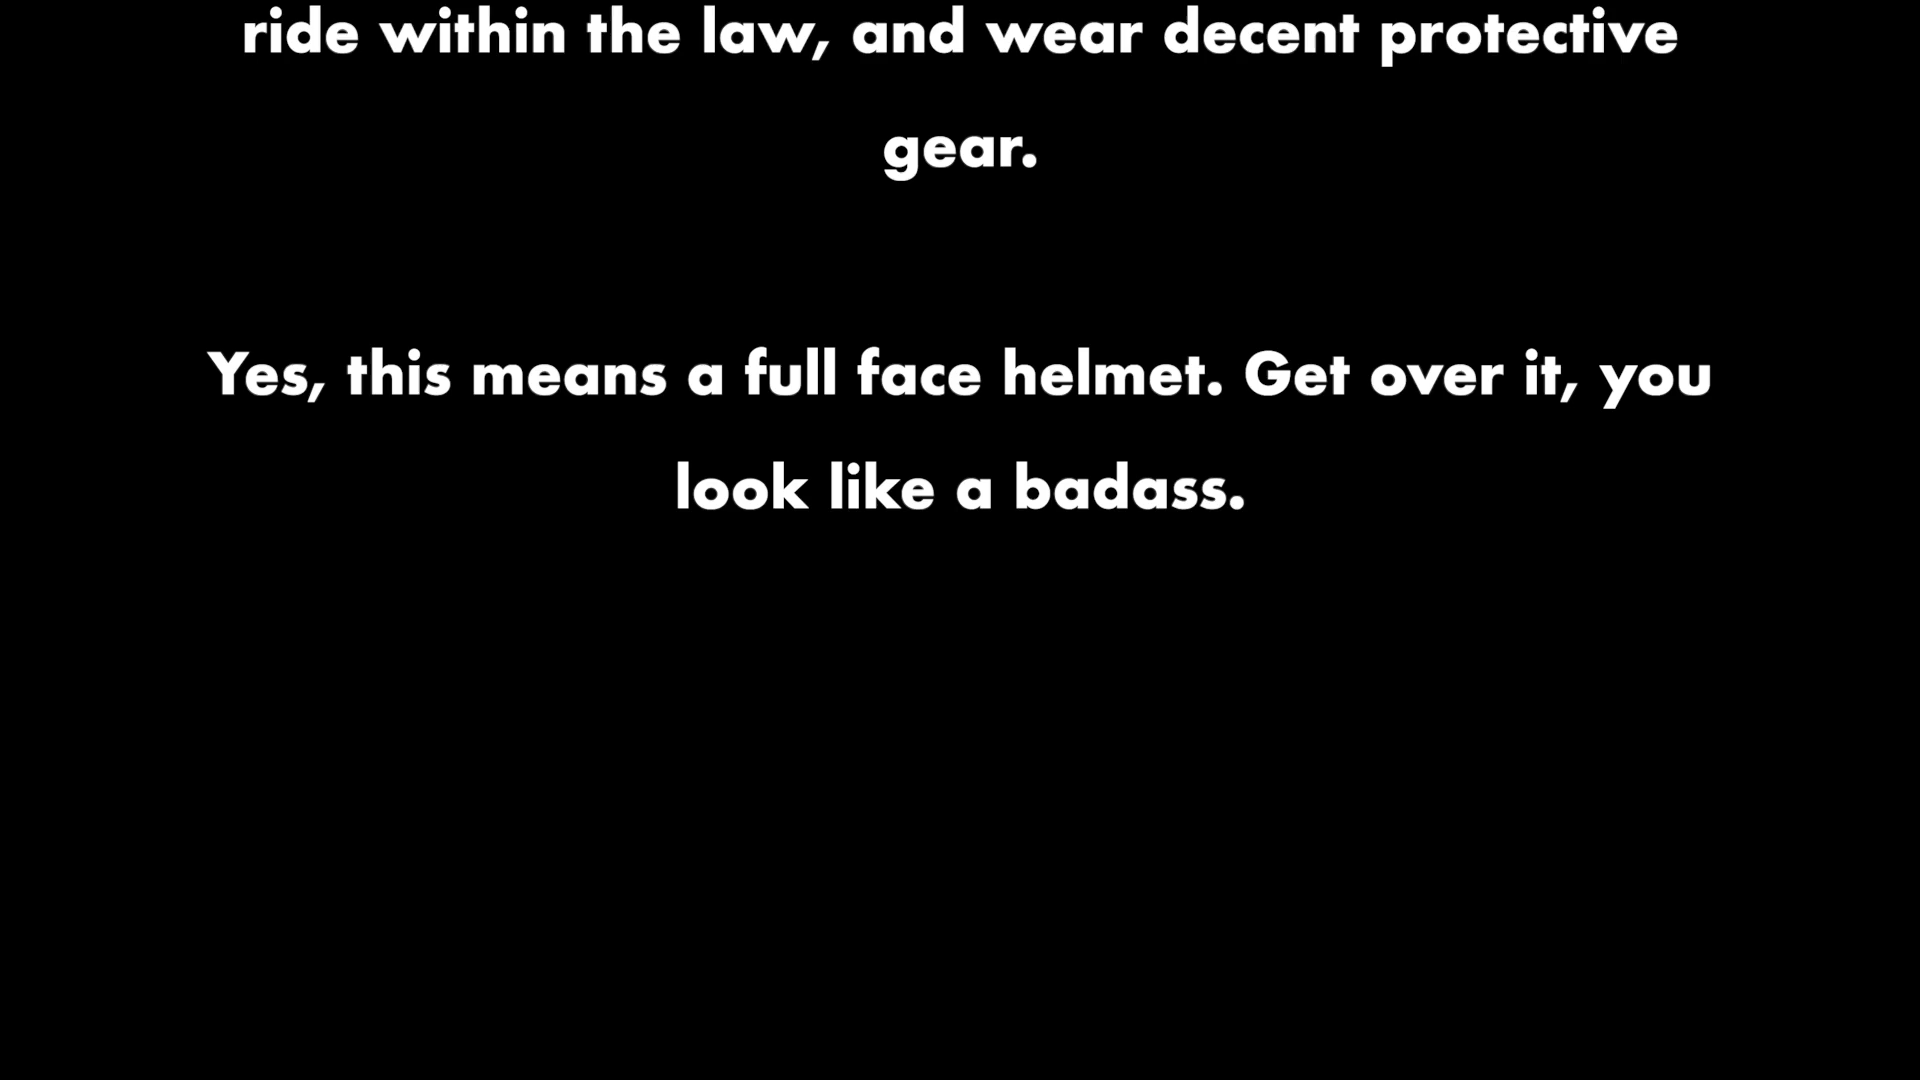 ride within the law, and wear decent protective
gear.
Yes, this means a full face helmet. Get over it, you
look like a badass.